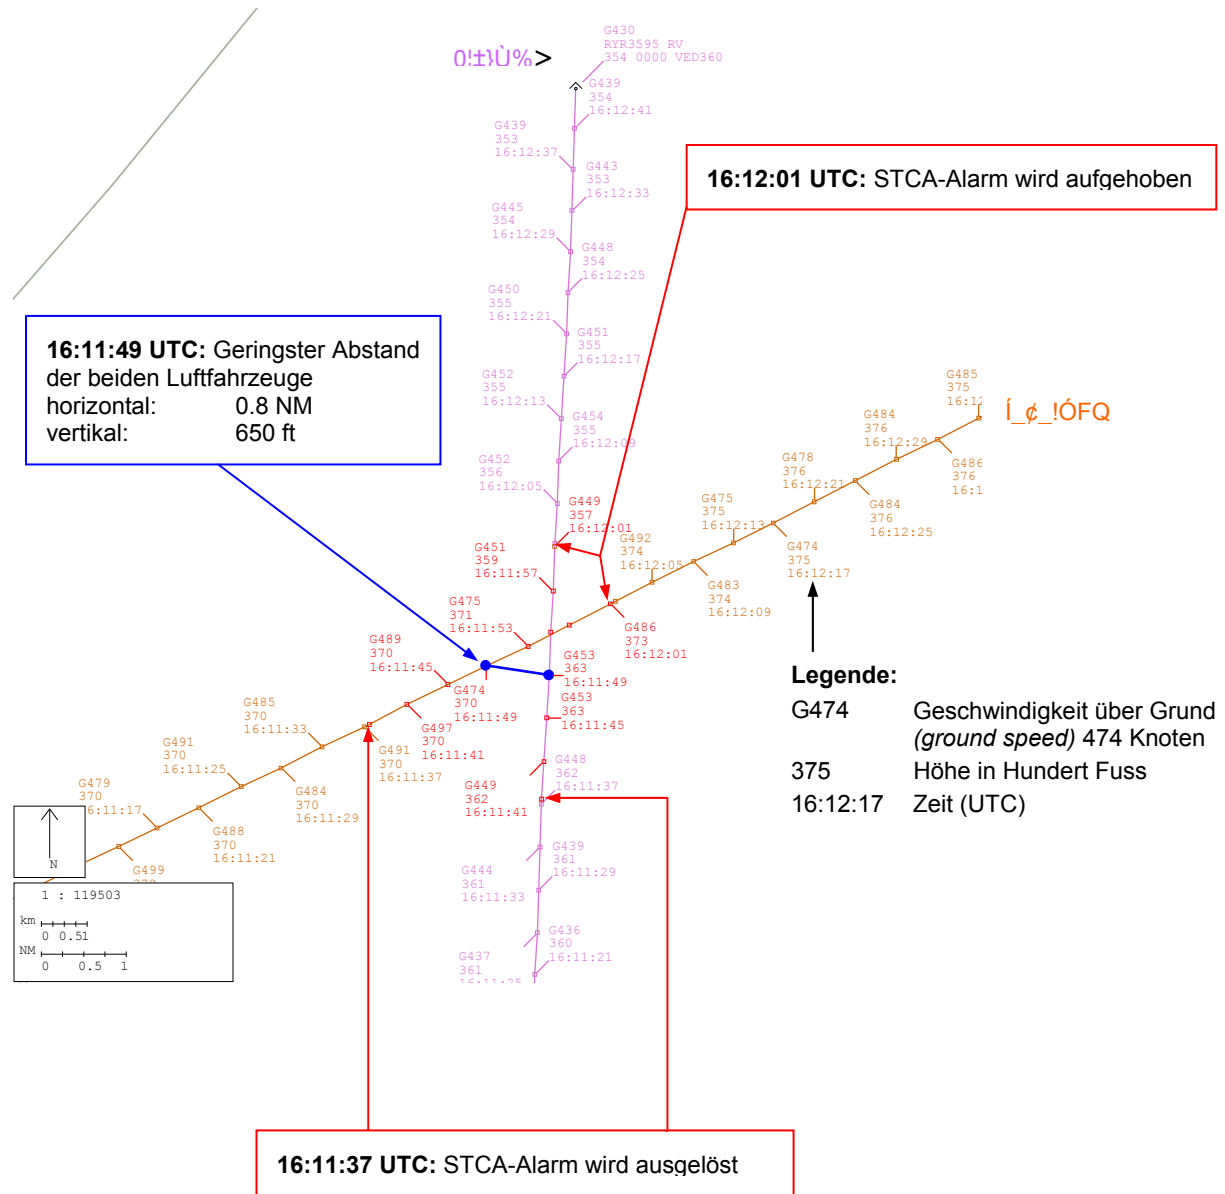 G430
RYR3595 RV
354 0000 VED360
0!±}Ù%>
G439
354
16:12:41
G439
353
16:12:37
G443
353
16:12:33
G445
354
16:12:29
G448
354
16:12:25
G450
355
16:12:21
G451
355
16:12:17
G452
355
16:12:13
G454
355
16:12:09
G452
356
16:12:05
G449
357
16:12:01
G451
359
16:11:57
16:12:01 UTC: STCA-Alarm wird aufgehoben
16:11:49 UTC: Geringster Abstand
der beiden Luftfahrzeuge
horizontal: 0.8 NM
vertikal: 650 ft
G485
375
Í_¢_!ÓFQ
G484
376
16:12:29
G486
376
G478
376
16:12:21
G484
376
16:12:25
G475
375
16:12:13
G474
375
16:12:17
G492
374
16:12:05
G483
374
16:12:09
G475
371
16:11:53
G486
373
16:12:01
G489
370
16:11:45
G474
370
16:11:49
G453
363
16:11:49
G453
363
16:11:45
G485
370
16:11:33
G497
370
16:11:41
G491
370
16:11:37
G491
370
16:11:25
G484
370
16:11:29
G479
370
16:11:17
G488
370
16:11:21
G499
G448
362
16:11:37
G449
362
16:11:41
G439
361
16:11:29
G444
361
16:11:33
G436
360
16:11:21
G437
361
16:11:25
Legende:
G474 Geschwindigkeit über Grund
(ground speed) 474 Knoten
375 Höhe in Hundert Fuss
16:12:17 Zeit (UTC)
N
1 : 119503
km
0 0.51
NM
0 0.5 1
16:11:37 UTC: STCA-Alarm wird ausgelöst